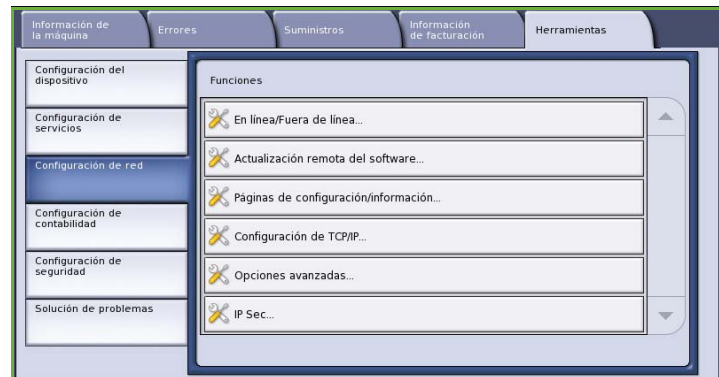 Información de
la máquina
Errores
Suministros
Información
de facturación
Herramientas
Configuración del
dispositivo
Configuración de
servicios
Configuración de red
Configuración de
contabilidad
Configuración de
seguridad
Solución de problemas
Funciones
En línea/Fuera de línea...
Actualización remota del software...
Páginas de configuración/información...
Configuración de TCP/IP...
Opciones avanzadas...
IP Sec...